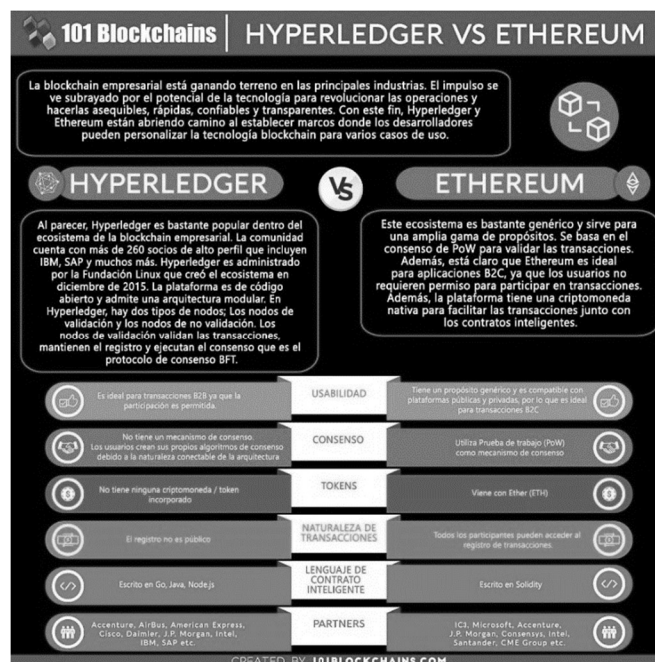 101 Blockchains
HYPERLEDGER VS ETHEREUM
La blockchain empresarial está ganando terreno en las principales industrias. El impulso se
ve subrayado por el potencial de la tecnología para revolucionar las operaciones y
hacerlas asequibles, rápidas, confiables y transparentes. Con este fin, Hyperledger y
Ethereum están abriendo camino al establecer marcos donde los desarrolladores
pueden personalizar la tecnología blockchain para varios casos de uso.
HYPERLEDGER
VS
ETHEREUM
Al parecer, Hyperledger es bastante popular dentro del
ecosistema de la blockchain empresarial. La comunidad
cuenta con más de 260 socios de alto perfil que incluyen
IBM, SAP y muchos más. Hyperledger es administrado
por la Fundación Linux que creó el ecosistema en
diciembre de 2015. La plataforma es de código
abierto y admite una arquitectura modular. En
Hyperledger, hay dos tipos de nodos; Los nodos de
validación y los nodos de no validación. Los
nodos de validación validan las transacciones,
mantienen el registro y ejecutan el consenso que es el
protocolo de consenso BFT.
Este ecosistema es bastante genérico y sirve para
una amplia gama de propósitos. Se basa en el
consenso de PoW para validar las transacciones.
Además, está claro que Ethereum es ideal
para aplicaciones B2C, ya que los usuarios no
requieren permiso para participar en transacciones.
Además, la plataforma tiene una criptomoneda
nativa para facilitar las transacciones junto con
los contratos inteligentes.
Es ideal para transacciones B2B ya que la
participación es permitida.
USABILIDAD
Tiene un propósito genérico y es compatible con
plataformas públicas y privadas, por lo que es ideal
para transacciones B2C
No tiene un mecanismo de consenso.
Los usuarios crean sus propios algoritmos de consenso
debido a la naturaleza conectable de la arquitectura
CONSENSO
Utiliza Prueba de trabajo (PoW)
como mecanismo de consenso
No tiene ninguna criptomoneda / token
incorporado
TOKENS
Viene con Ether (ETH)
El registro no es público
NATURALEZA DE
TRANSACCIONES
Todos los participantes pueden acceder al
registro de transacciones.
Escrito en Go, Java, Node.js
LENGUAJE DE
CONTRATO
INTELIGENTE
Escrito en Solidity
Accenture, AirBus, American Express,
Cisco, Daimler, J.P. Morgan, Intel,
IBM, SAP etc.
PARTNERS
IC3, Microsoft, Accenture,
J.P. Morgan, Consensys, Intel,
Santander, CME Group etc.
CREATED BY 101BLOCKCHAINS.COM